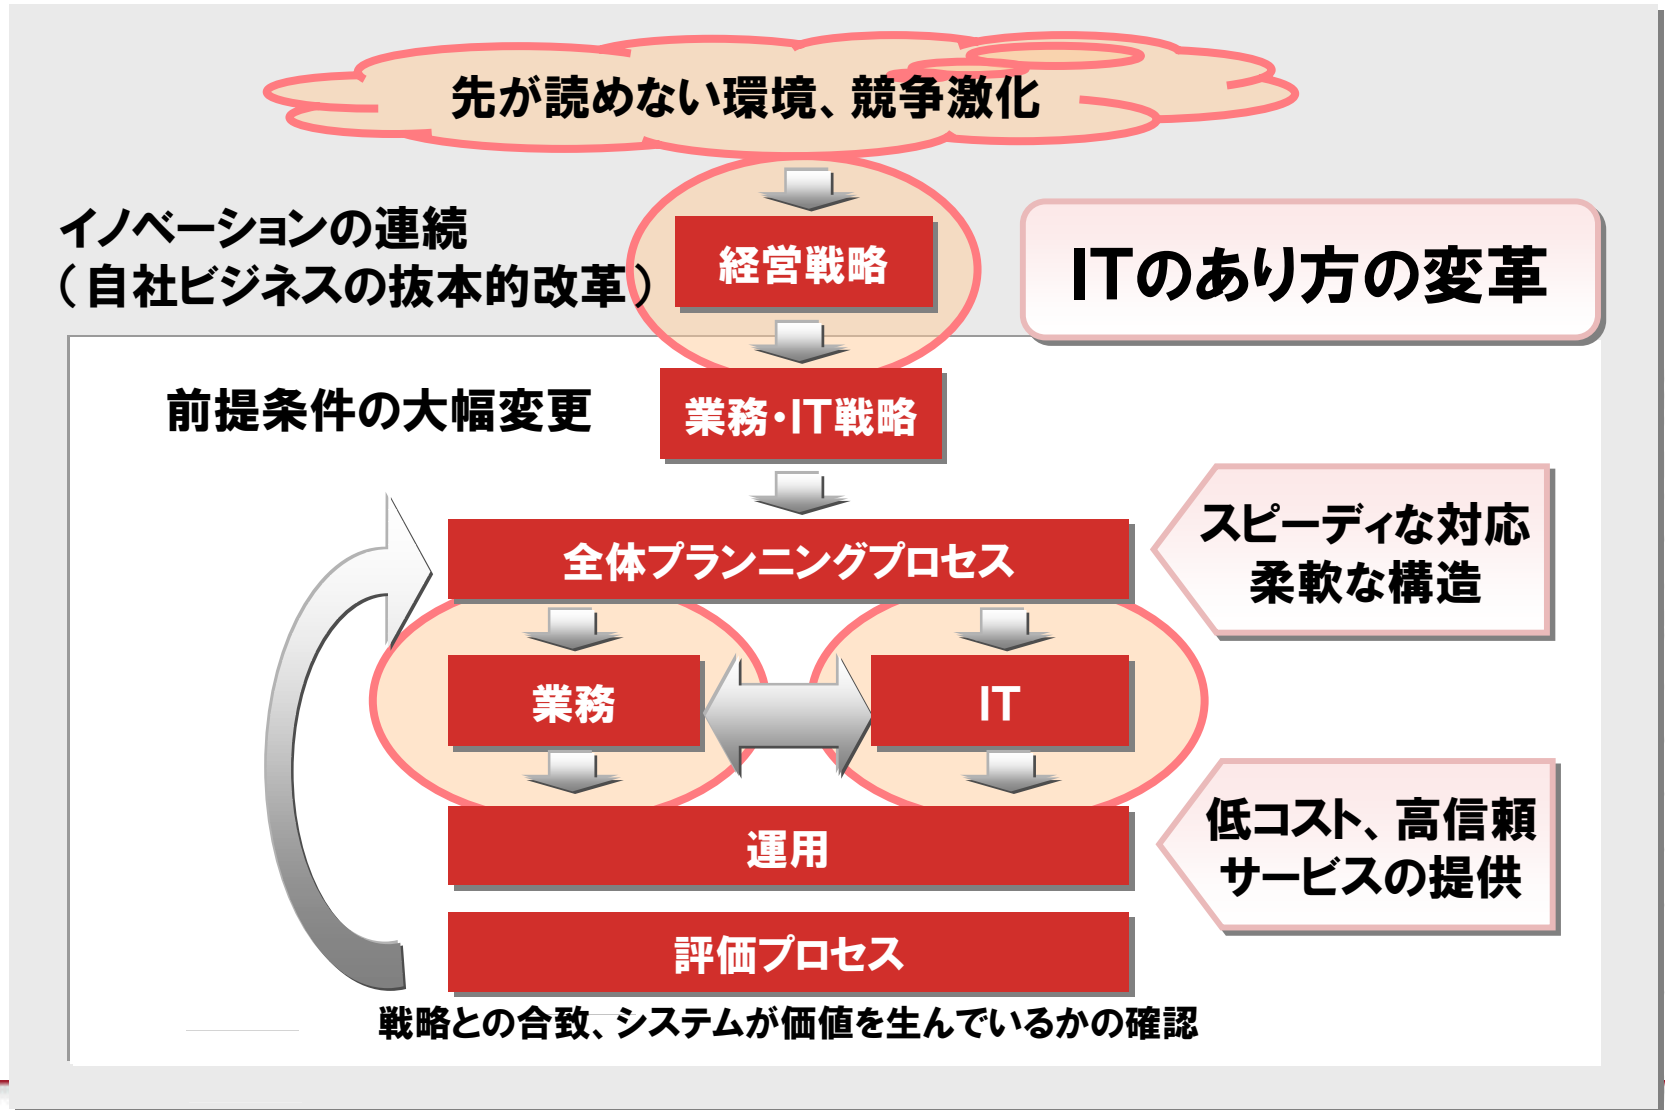 先が読めない環境、競争激化
イノベーションの連続
（自社ビジネスの抜本的改革）
経営戦略
ITのあり方の変革
前提条件の大幅変更
業務・IT戦略
全体プランニングプロセス
スピーディな対応
柔軟な構造
業務
IT
運用
低コスト、高信頼
サービスの提供
評価プロセス
戦略との合致、システムが価値を生んでいるかの確認